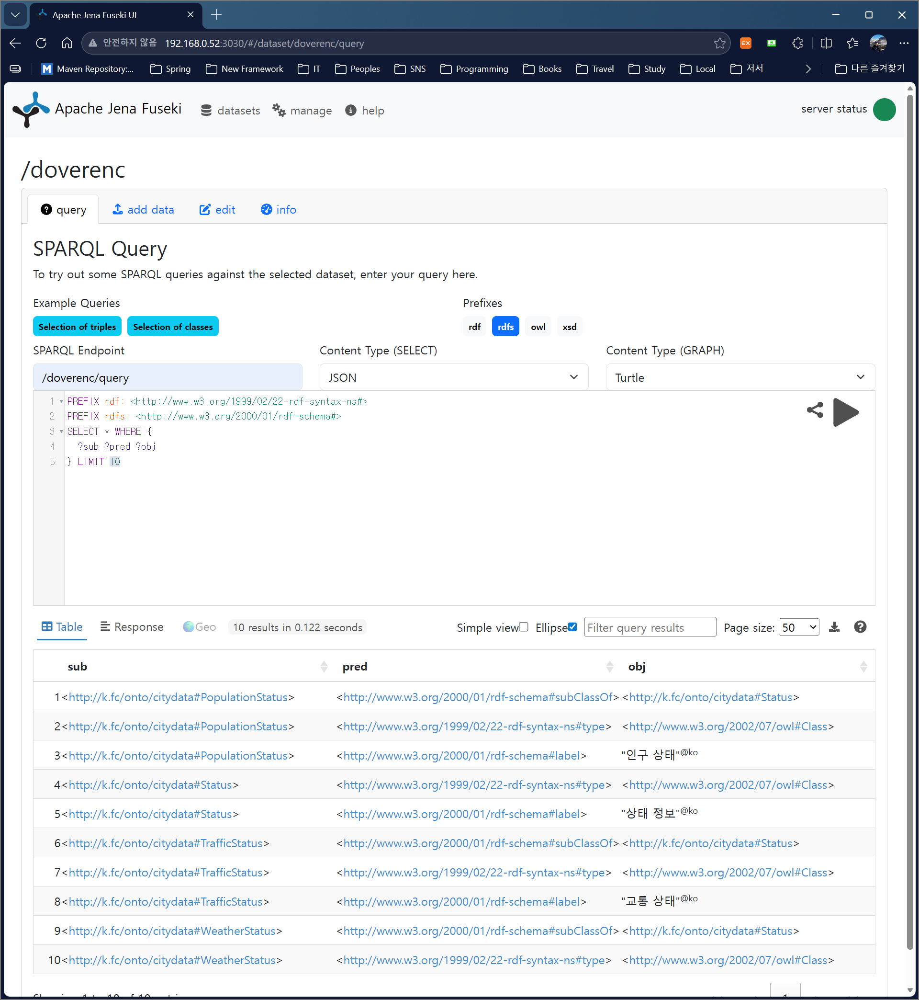 Apache Jena Fuseki UI
안전하지 않음 192.168.0.52:3030/#/dataset/doverenc/query
EX N
M Maven Repository:... Spring New Framework IT Peoples SNS Programming Books Travel Study Local 저서 다른 즐겨찾기
Apache Jena Fuseki datasets manage help server status
/doverenc
query add data edit info
SPARQL Query
To try out some SPARQL queries against the selected dataset, enter your query here.
Example Queries Prefixes
Selection of triples Selection of classes rdf rdfs owl xsd
SPARQL Endpoint Content Type (SELECT) Content Type (GRAPH)
/doverenc/query JSON Turtle
1 PREFIX rdf: <http://www.w3.org/1999/02/22-rdf-syntax-ns#>
2 PREFIX rdfs: <http://www.w3.org/2000/01/rdf-schema#>
3 SELECT * WHERE {
4 ?sub ?pred ?obj
5 } LIMIT 10
Table Response Geo 10 results in 0.122 seconds Simple view Ellipse Filter query results Page size: 50
sub pred obj
1 <http://k.fc/onto/citydata#PopulationStatus> <http://www.w3.org/2000/01/rdf-schema#subClassOf> <http://k.fc/onto/citydata#Status>
2 <http://k.fc/onto/citydata#PopulationStatus> <http://www.w3.org/1999/02/22-rdf-syntax-ns#type> <http://www.w3.org/2002/07/owl#Class>
3 <http://k.fc/onto/citydata#PopulationStatus> <http://www.w3.org/2000/01/rdf-schema#label> "인구 상태"@ko
4 <http://k.fc/onto/citydata#Status> <http://www.w3.org/1999/02/22-rdf-syntax-ns#type> <http://www.w3.org/2002/07/owl#Class>
5 <http://k.fc/onto/citydata#Status> <http://www.w3.org/2000/01/rdf-schema#label> "상태 정보"@ko
6 <http://k.fc/onto/citydata#TrafficStatus> <http://www.w3.org/2000/01/rdf-schema#subClassOf> <http://k.fc/onto/citydata#Status>
7 <http://k.fc/onto/citydata#TrafficStatus> <http://www.w3.org/1999/02/22-rdf-syntax-ns#type> <http://www.w3.org/2002/07/owl#Class>
8 <http://k.fc/onto/citydata#TrafficStatus> <http://www.w3.org/2000/01/rdf-schema#label> "교통 상태"@ko
9 <http://k.fc/onto/citydata#WeatherStatus> <http://www.w3.org/2000/01/rdf-schema#subClassOf> <http://k.fc/onto/citydata#Status>
10 <http://k.fc/onto/citydata#WeatherStatus> <http://www.w3.org/1999/02/22-rdf-syntax-ns#type> <http://www.w3.org/2002/07/owl#Class>